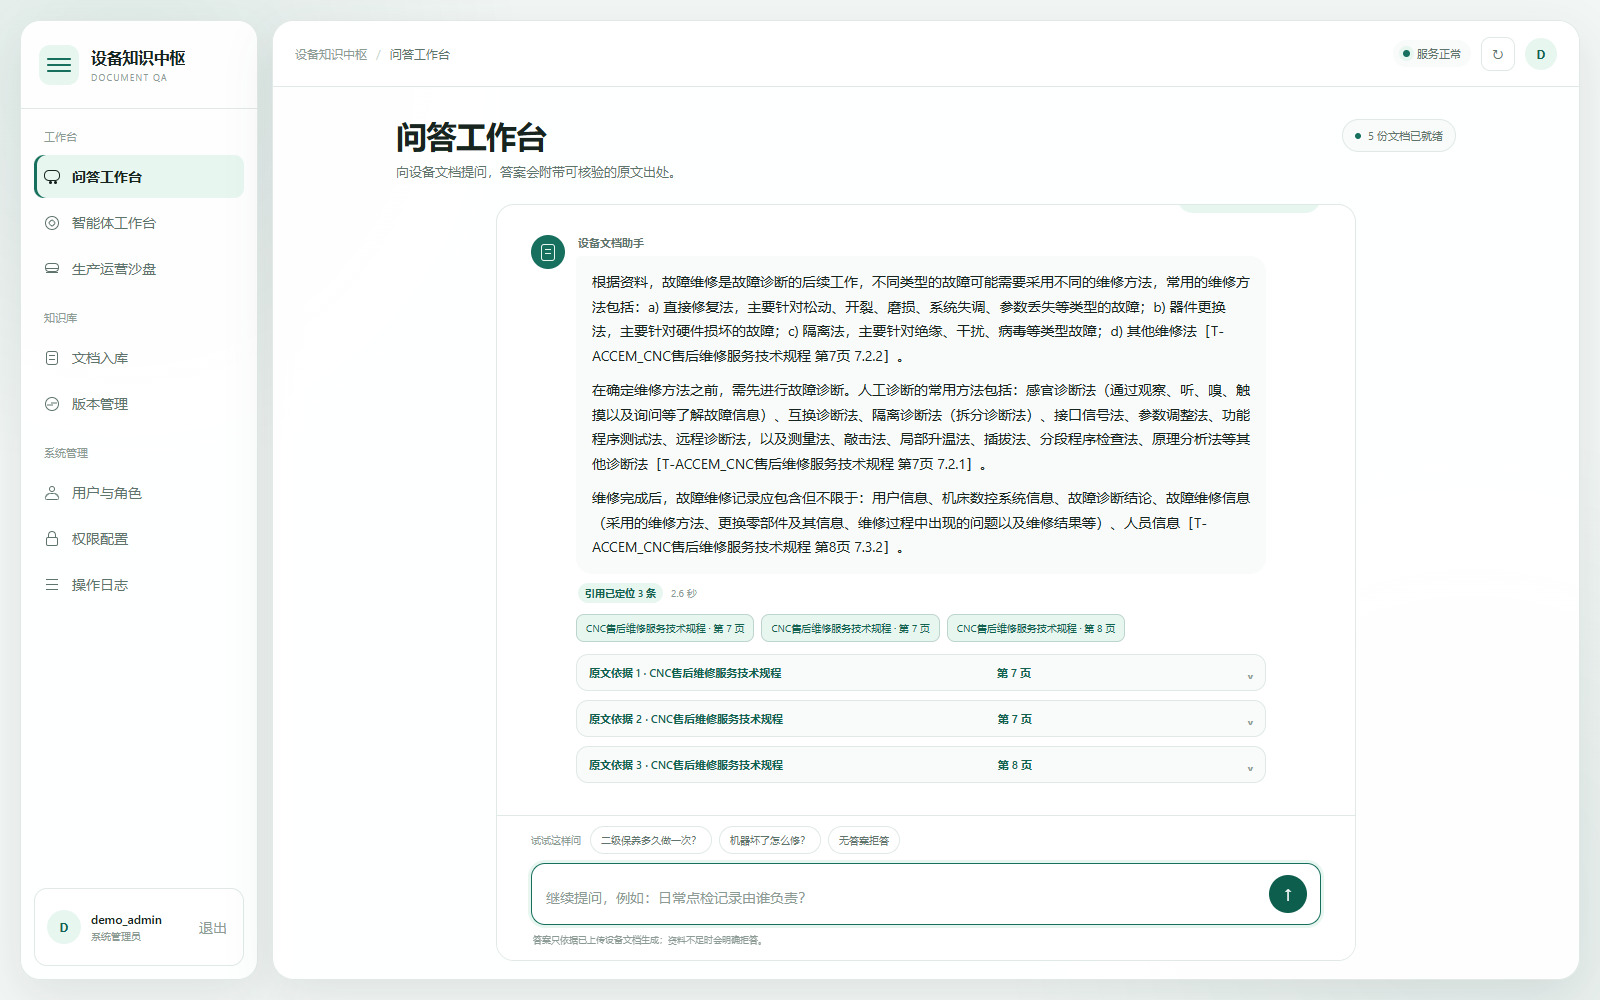 设备知识中枢
DOCUMENT QA
工作台
问答工作台
智能体工作台
生产运营沙盘
知识库
文档入库
版本管理
系统管理
用户与角色
权限配置
操作日志
D
demo_admin
系统管理员
退出
设备知识中枢 / 问答工作台
服务正常
D
问答工作台
向设备文档提问，答案会附带可核验的原文出处。
5 份文档已就绪
设备文档助手
根据资料，故障维修是故障诊断的后续工作，不同类型的故障可能需要采用不同的维修方法，常用的维修方
法包括：a) 直接修复法，主要针对松动、开裂、磨损、系统失调、参数丢失等类型的故障；b) 器件更换
法，主要针对硬件损坏的故障；c) 隔离法，主要针对绝缘、干扰、病毒等类型故障；d) 其他维修法［T-
ACCEM_CNC售后维修服务技术规程 第7页 7.2.2］。
在确定维修方法之前，需先进行故障诊断。人工诊断的常用方法包括：感官诊断法（通过观察、听、嗅、触
摸以及询问等了解故障信息）、互换诊断法、隔离诊断法（拆分诊断法）、接口信号法、参数调整法、功能
程序测试法、远程诊断法，以及测量法、敲击法、局部升温法、插拔法、分段程序检查法、原理分析法等其
他诊断法［T-ACCEM_CNC售后维修服务技术规程 第7页 7.2.1］。
维修完成后，故障维修记录应包含但不限于：用户信息、机床数控系统信息、故障诊断结论、故障维修信息
（采用的维修方法、更换零部件及其信息、维修过程中出现的问题以及维修结果等）、人员信息［T-
ACCEM_CNC售后维修服务技术规程 第8页 7.3.2］。
引用已定位 3 条 2.6 秒
CNC售后维修服务技术规程 · 第 7 页
CNC售后维修服务技术规程 · 第 7 页
CNC售后维修服务技术规程 · 第 8 页
原文依据 1 · CNC售后维修服务技术规程 第 7 页
原文依据 2 · CNC售后维修服务技术规程 第 7 页
原文依据 3 · CNC售后维修服务技术规程 第 8 页
试试这样问 二级保养多久做一次？ 机器坏了怎么修？ 无答案拒答
继续提问，例如：日常点检记录由谁负责？
答案只依据已上传设备文档生成；资料不足时会明确拒答。